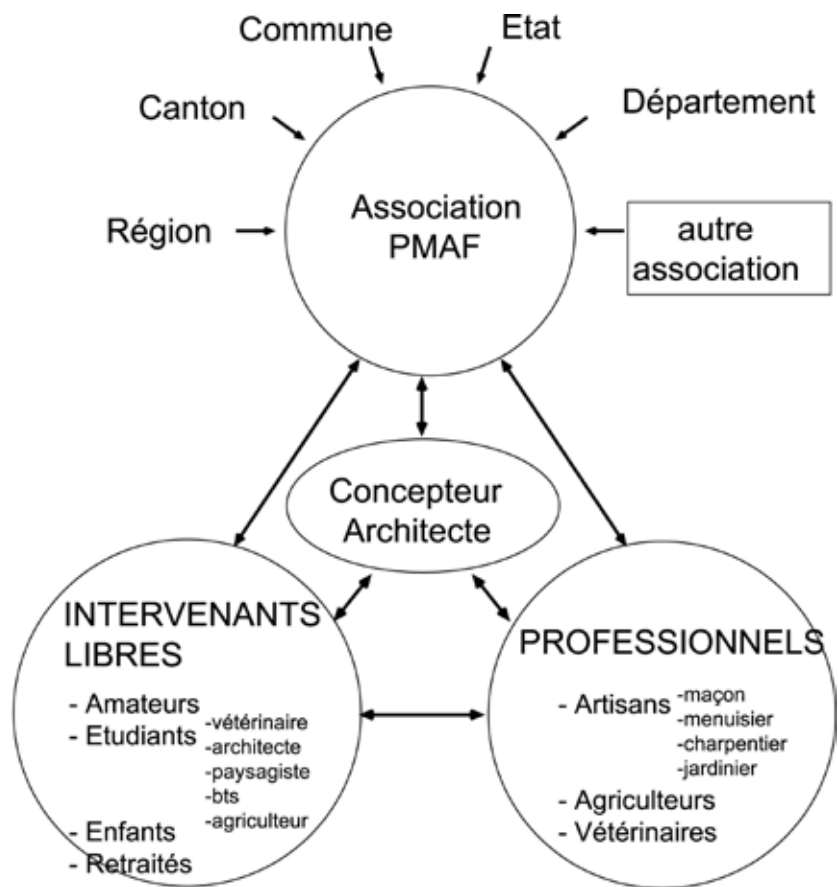 Commune
Etat
Canton
Département
Association
PMAF
Région
autre
association
Concepteur
Architecte
INTERVENANTS
LIBRES
- Amateurs
- Etudiants
-vétérinaire
-architecte
-paysagiste
-bts
-agriculteur
- Enfants
- Retraités
PROFESSIONNELS
- Artisans
-maçon
-menuisier
-charpentier
-jardinier
- Agriculteurs
- Vétérinaires